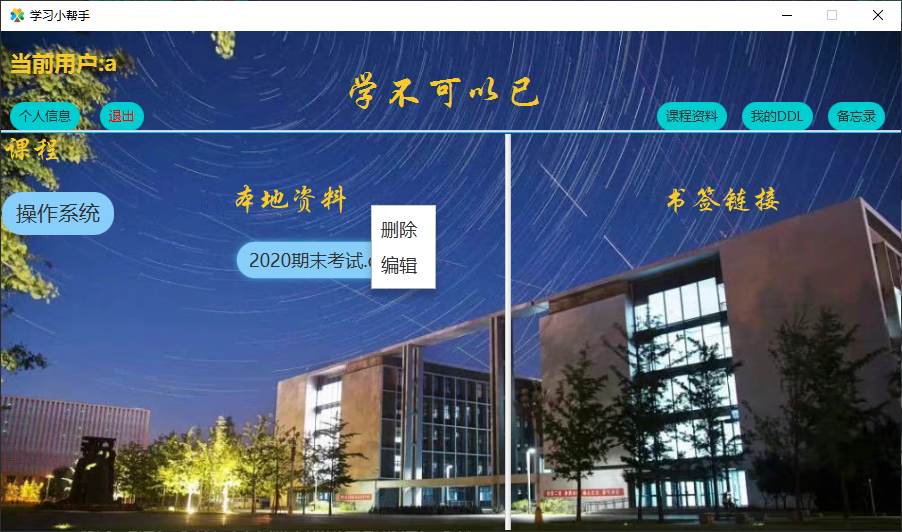 学习小帮手
当前用户:a
学不可以已
个人信息
退出
课程资料
我的DDL
备忘录
课程
操作系统
本地资料
书签链接
2020期末考试.
删除
编辑